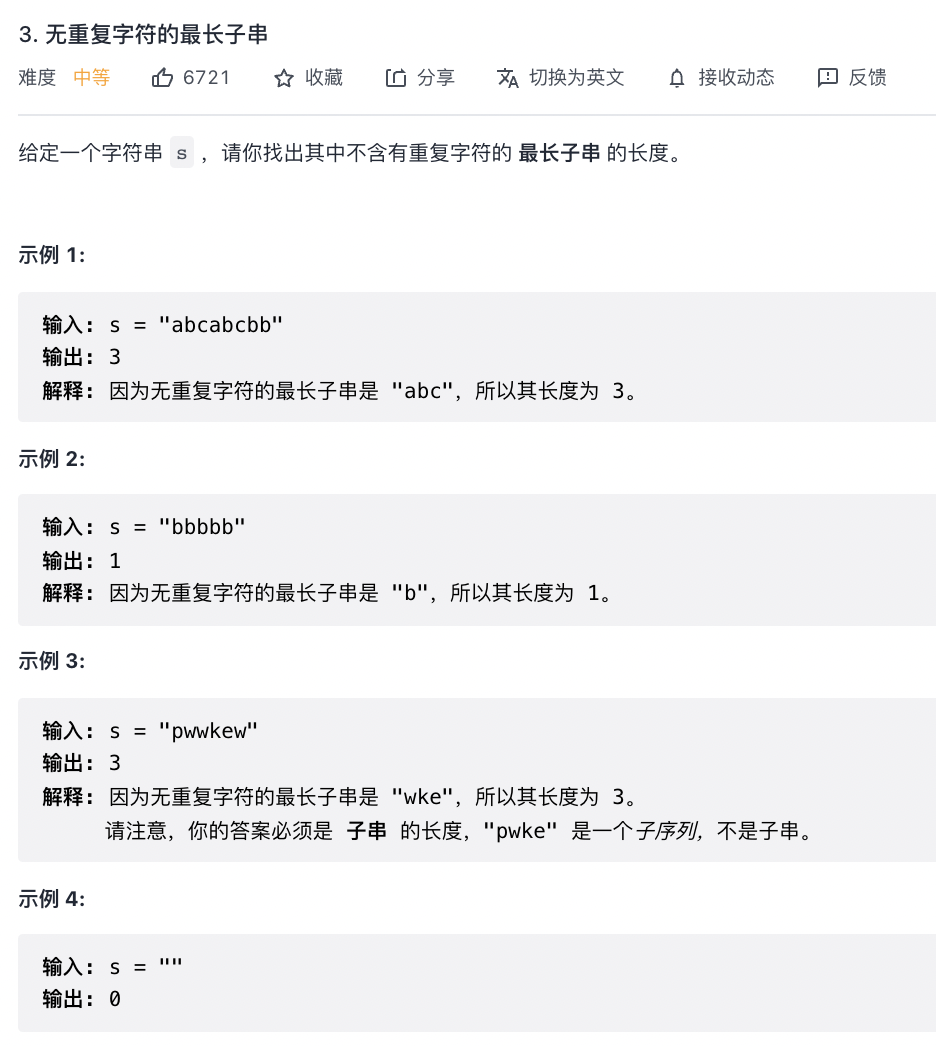 3. 无重复字符的最长子串
难度 中等 6721 收藏 分享 切换为英文 接收动态 反馈
给定一个字符串 s ，请你找出其中不含有重复字符的 最长子串 的长度。
示例 1:
输入: s = "abcabcbb"
输出: 3
解释: 因为无重复字符的最长子串是 "abc"，所以其长度为 3。
示例 2:
输入: s = "bbbbb"
输出: 1
解释: 因为无重复字符的最长子串是 "b"，所以其长度为 1。
示例 3:
输入: s = "pwwkew"
输出: 3
解释: 因为无重复字符的最长子串是 "wke"，所以其长度为 3。
请注意，你的答案必须是 子串 的长度，"pwke" 是一个子序列，不是子串。
示例 4:
输入: s = ""
输出: 0